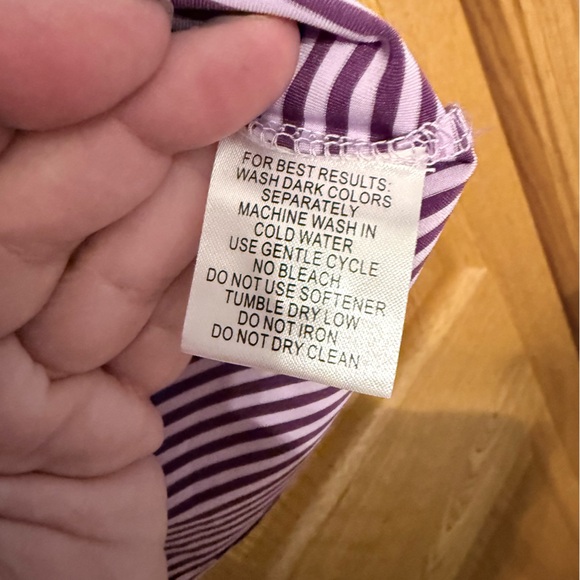 FOR BEST RESULTS:
WASH DARK COLORS
SEPARATELY
MACHINE WASH IN
COLD WATER
USE GENTLE CYCLE
NO BLEACH
DO NOT USE SOFTENER
TUMBLE DRY LOW
DO NOT IRON
DO NOT DRY CLEAN